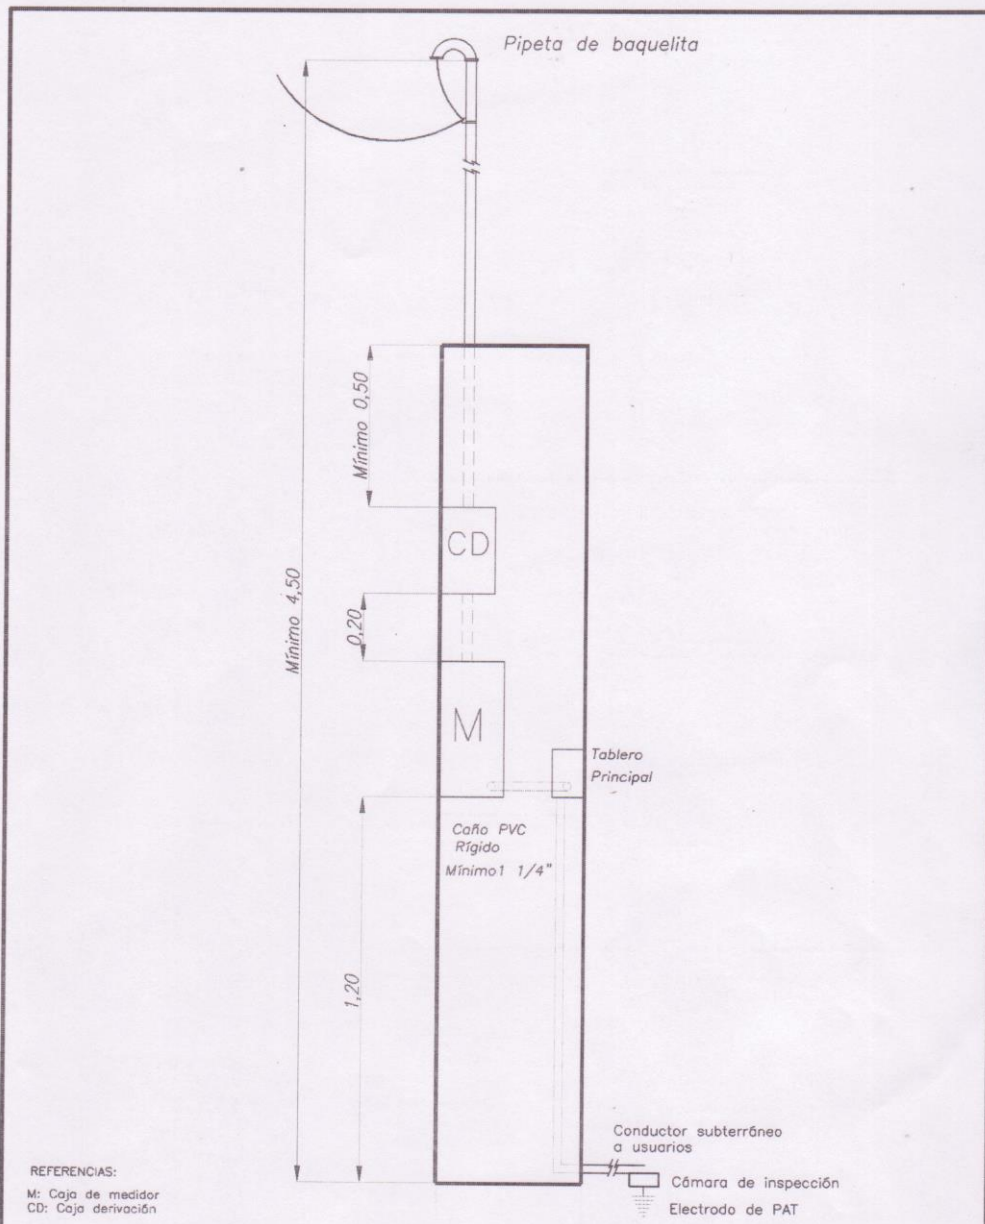 Pipeta de baquelita
Mínimo 0,50
CD
Mínimo 4,50
0,20
M
Tablero
Principal
Caño PVC
Rígido
Mínimo1 1/4"
1,20
Conductor subterráneo
a usuarios
Cámara de inspección
Electrodo de PAT
REFERENCIAS:
M: Caja de medidor
CD: Caja derivación